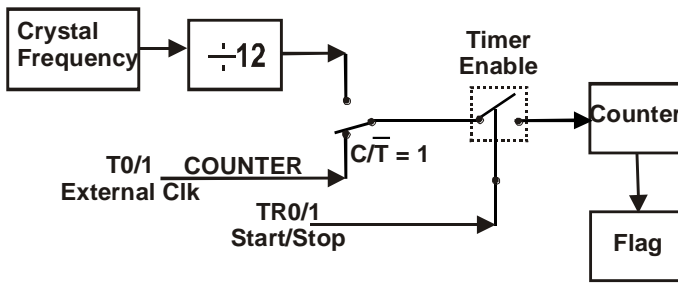 Crystal
Frequency
÷12
Timer
Enable
Counter
C/T̅ = 1
T0/1 COUNTER
External Clk
TR0/1
Start/Stop
Flag